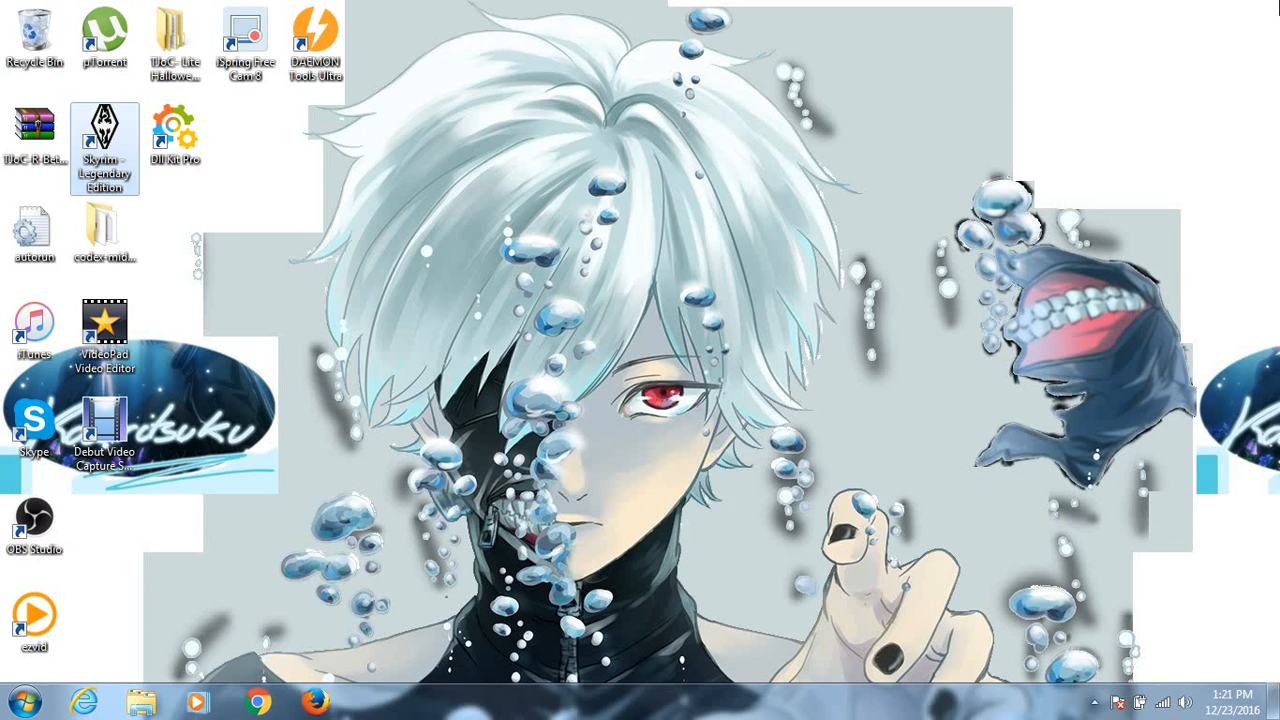 Recycle Bin
µTorrent
TJoC- Lite
Hallowe...
iSpring Free
Cam 8
DAEMON
Tools Ultra
TJoC-R-Bet...
Skyrim -
Legendary
Edition
Dll Kit Pro
autorun
codex-mid...
iTunes
VideoPad
Video Editor
Skype
Debut Video
Capture S...
OBS Studio
ezvid
1:21 PM
12/23/2016